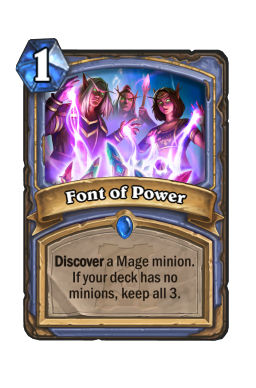 1
Font of Power
Discover a Mage minion.
If your deck has no
minions, keep all 3.